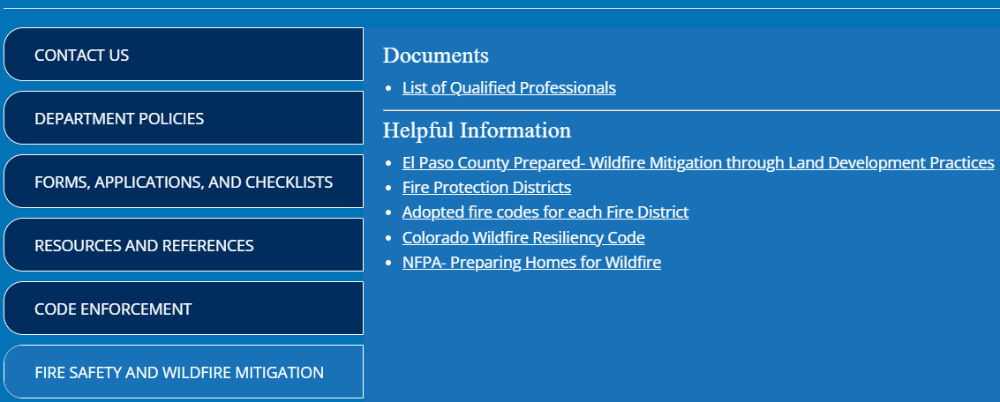 CONTACT US
DEPARTMENT POLICIES
FORMS, APPLICATIONS, AND CHECKLISTS
RESOURCES AND REFERENCES
CODE ENFORCEMENT
FIRE SAFETY AND WILDFIRE MITIGATION
Documents
List of Qualified Professionals
Helpful Information
El Paso County Prepared- Wildfire Mitigation through Land Development Practices
Fire Protection Districts
Adopted fire codes for each Fire District
Colorado Wildfire Resiliency Code
NFPA- Preparing Homes for Wildfire